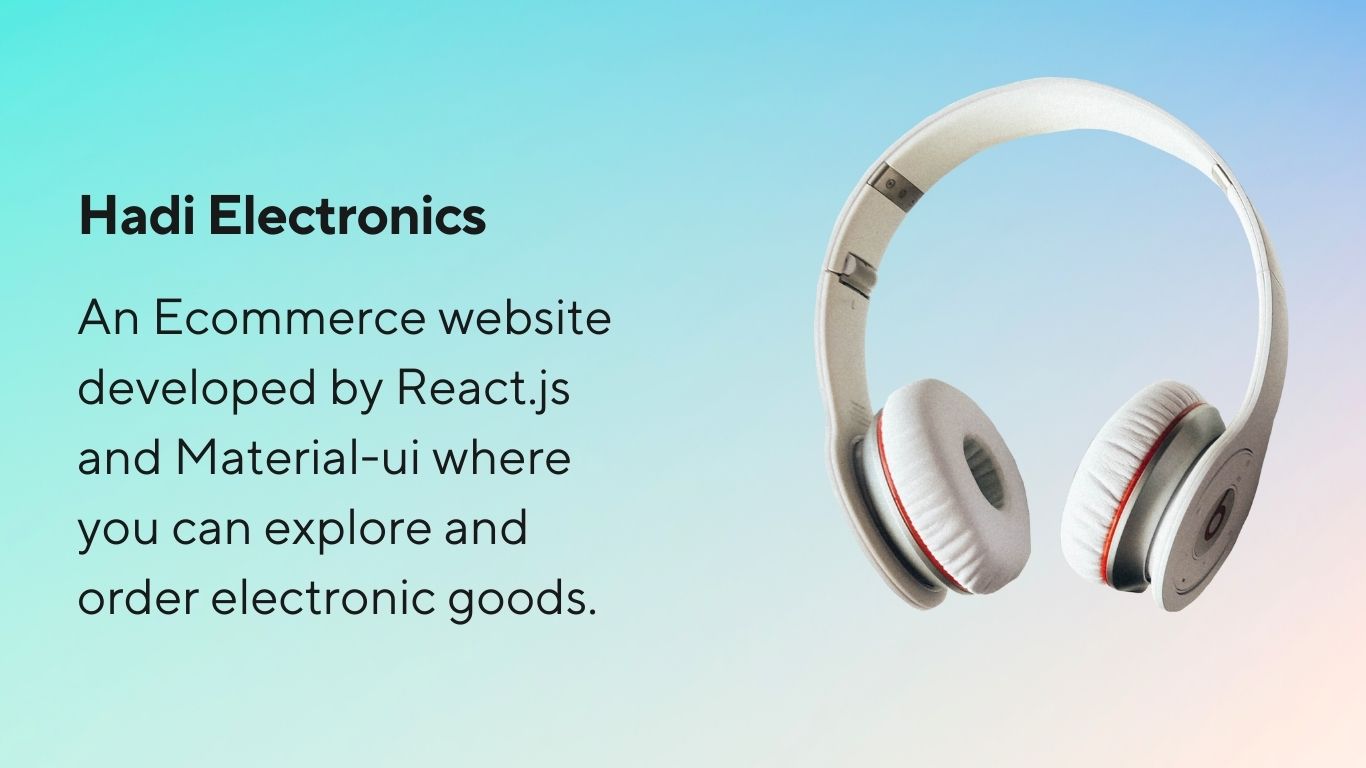 Hadi Electronics
An Ecommerce website
developed by React.js
and Material-ui where
you can explore and
order electronic goods.